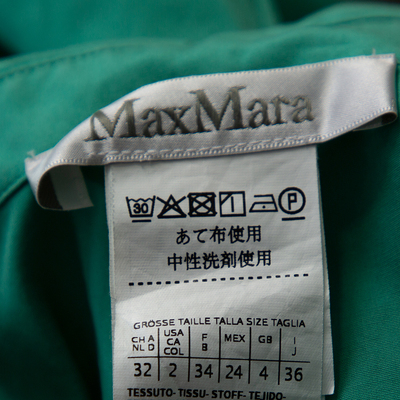 MaxMara
30 P
あて布使用
中性洗剤使用
GRÖSSE TAILLE TALLA SIZE TAGLIA
CH A USA F MEX GB I
NL D CA B J
COL
32 2 34 24 4 36
TESSUTO- TISSU- STOFF- TEJIDO-